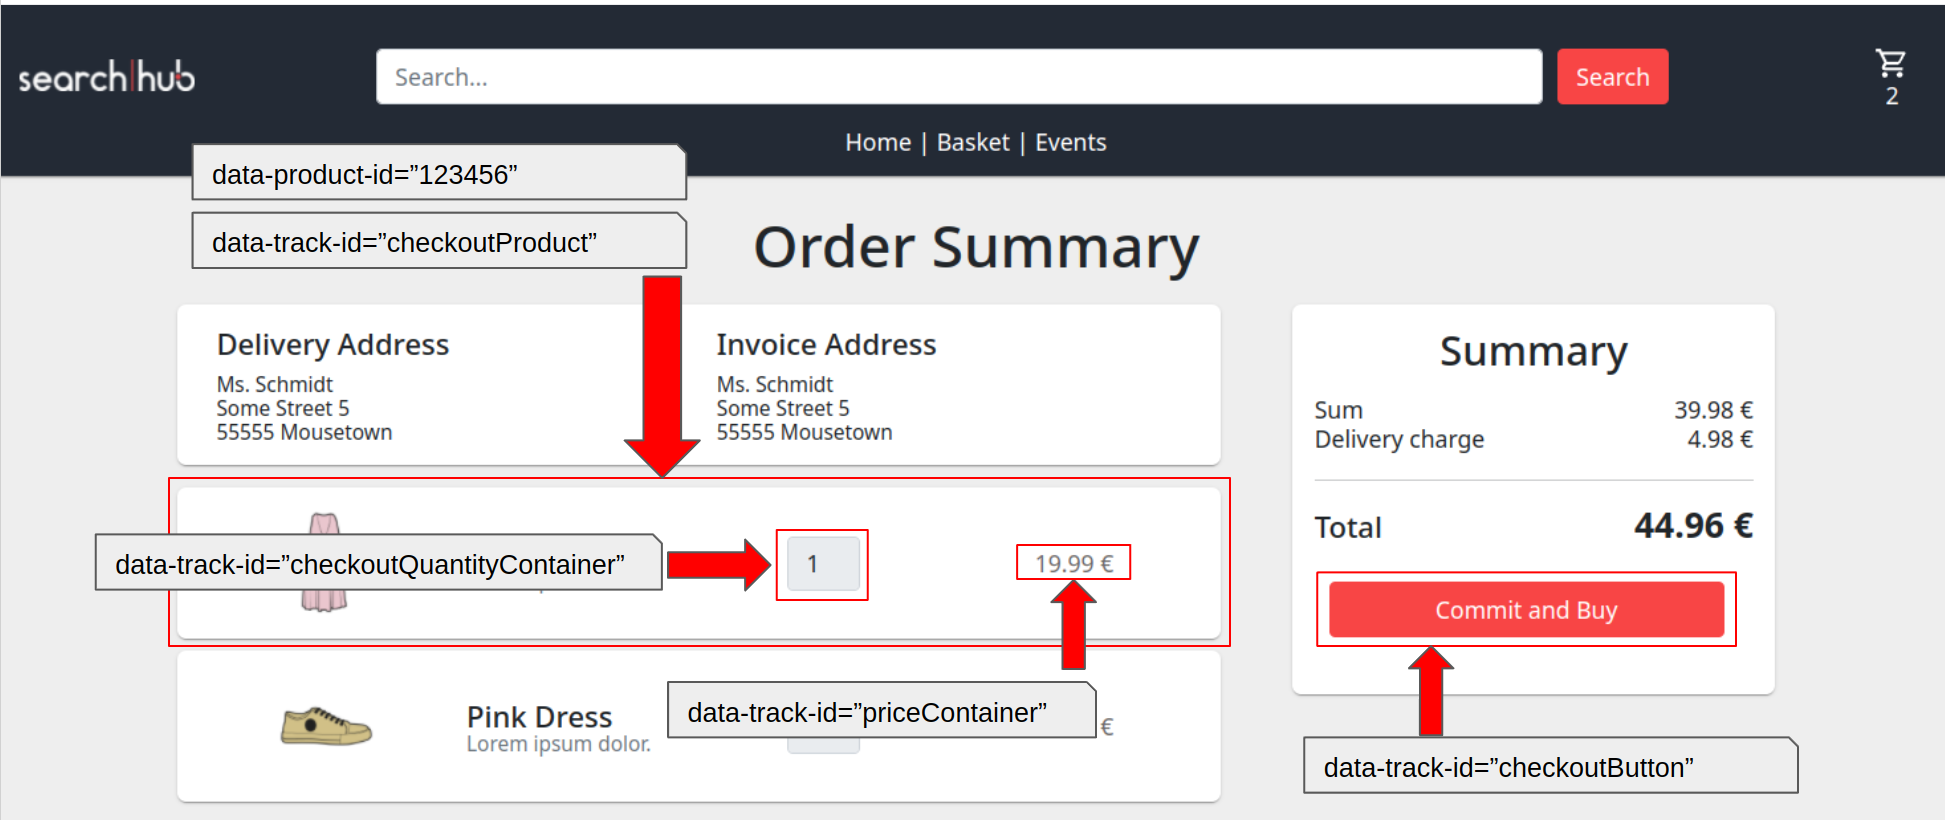 search|hub
Search...
Search
2
Home | Basket | Events
data-product-id=”123456”
data-track-id=”checkoutProduct”
Order Summary
Delivery Address
Ms. Schmidt
Some Street 5
55555 Mousetown
Invoice Address
Ms. Schmidt
Some Street 5
55555 Mousetown
Summary
Sum 39.98 €
Delivery charge 4.98 €
Total 44.96 €
Commit and Buy
data-track-id=”checkoutQuantityContainer”
1
19.99 €
Pink Dress
Lorem ipsum dolor.
data-track-id=”priceContainer”
€
data-track-id=”checkoutButton”